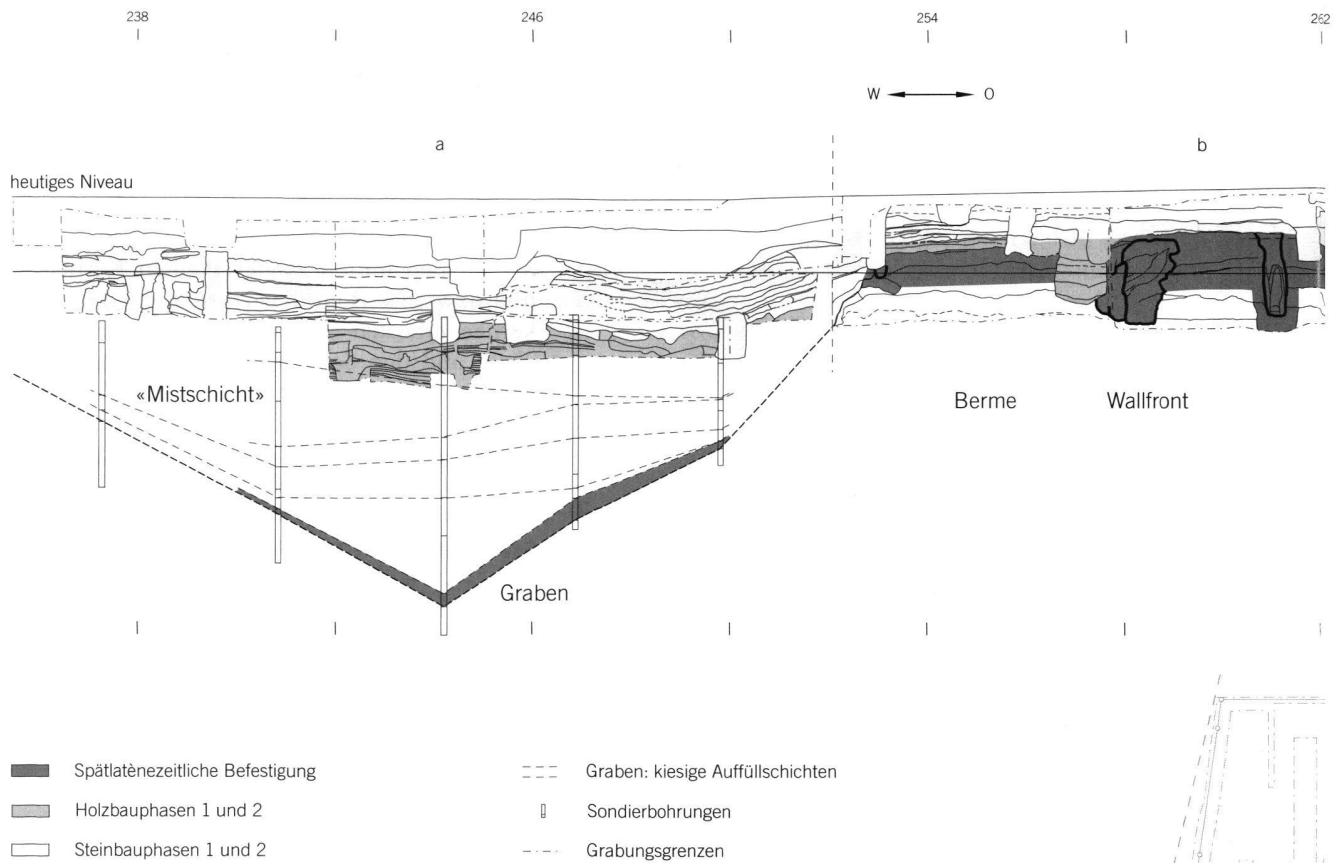 238 246 254 262
W O
a b
heutiges Niveau
«Mistschicht» Berme Wallfront
Graben
Spätlatènezeitliche Befestigung Graben: kiesige Auffüllschichten
Holzbauphasen 1 und 2 Sondierbohrungen
Steinbauphasen 1 und 2 Grabungsgrenzen